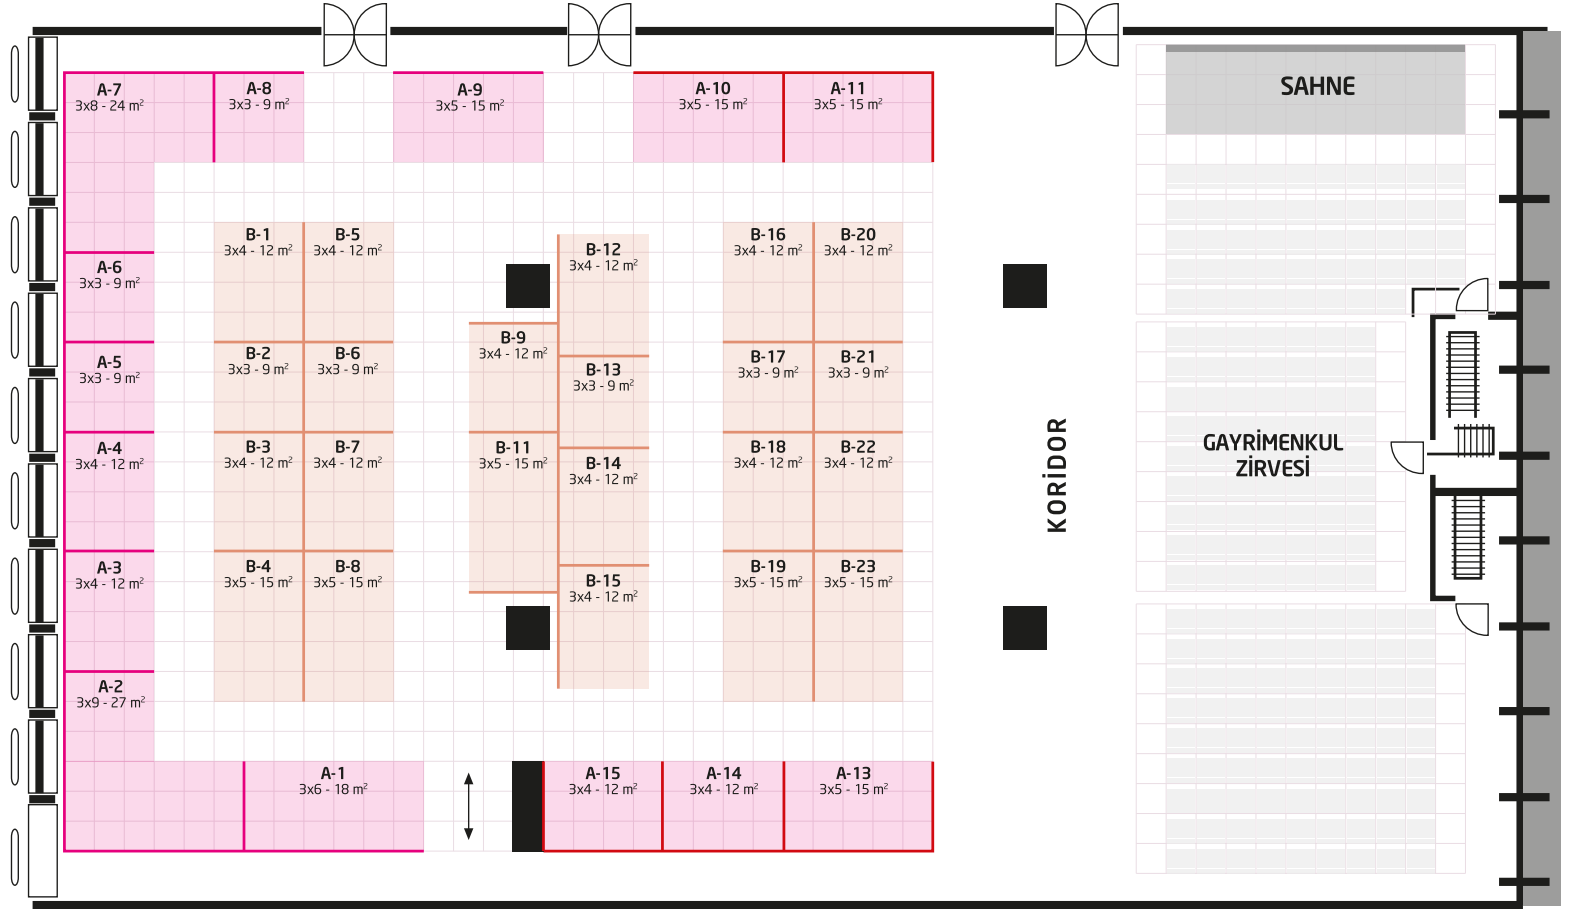 A-7
3x8 - 24 m²
A-8
3x3 - 9 m²
A-9
3x5 - 15 m²
A-10
3x5 - 15 m²
A-11
3x5 - 15 m²
SAHNE
A-6
3x3 - 9 m²
A-5
3x3 - 9 m²
A-4
3x4 - 12 m²
A-3
3x4 - 12 m²
A-2
3x9 - 27 m²
B-1
3x4 - 12 m²
B-5
3x4 - 12 m²
B-2
3x3 - 9 m²
B-6
3x3 - 9 m²
B-3
3x4 - 12 m²
B-7
3x4 - 12 m²
B-4
3x5 - 15 m²
B-8
3x5 - 15 m²
B-9
3x4 - 12 m²
B-11
3x5 - 15 m²
B-12
3x4 - 12 m²
B-13
3x3 - 9 m²
B-14
3x4 - 12 m²
B-15
3x4 - 12 m²
B-16
3x4 - 12 m²
B-20
3x4 - 12 m²
B-17
3x3 - 9 m²
B-21
3x3 - 9 m²
B-18
3x4 - 12 m²
B-22
3x4 - 12 m²
B-19
3x5 - 15 m²
B-23
3x5 - 15 m²
KORİDOR
GAYRİMENKUL
ZİRVESİ
A-1
3x6 - 18 m²
A-15
3x4 - 12 m²
A-14
3x4 - 12 m²
A-13
3x5 - 15 m²